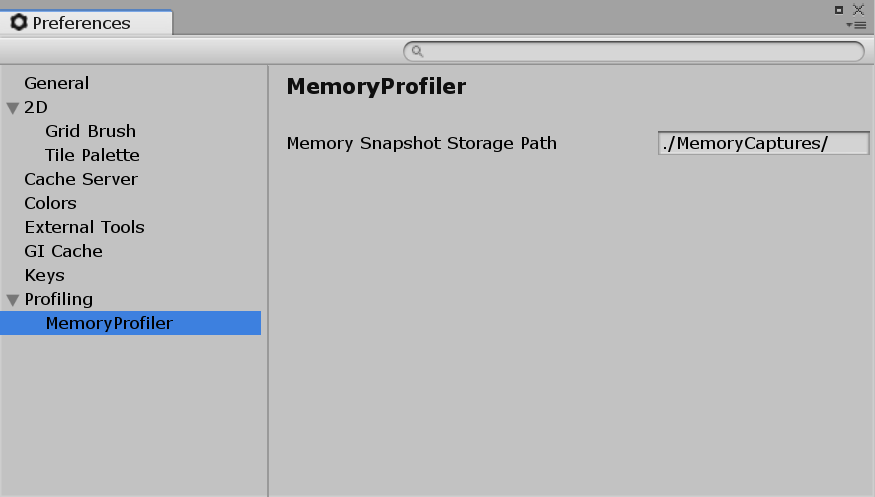 Preferences
General
2D
Grid Brush
Tile Palette
Cache Server
Colors
External Tools
GI Cache
Keys
Profiling
MemoryProfiler
MemoryProfiler
Memory Snapshot Storage Path ./MemoryCaptures/